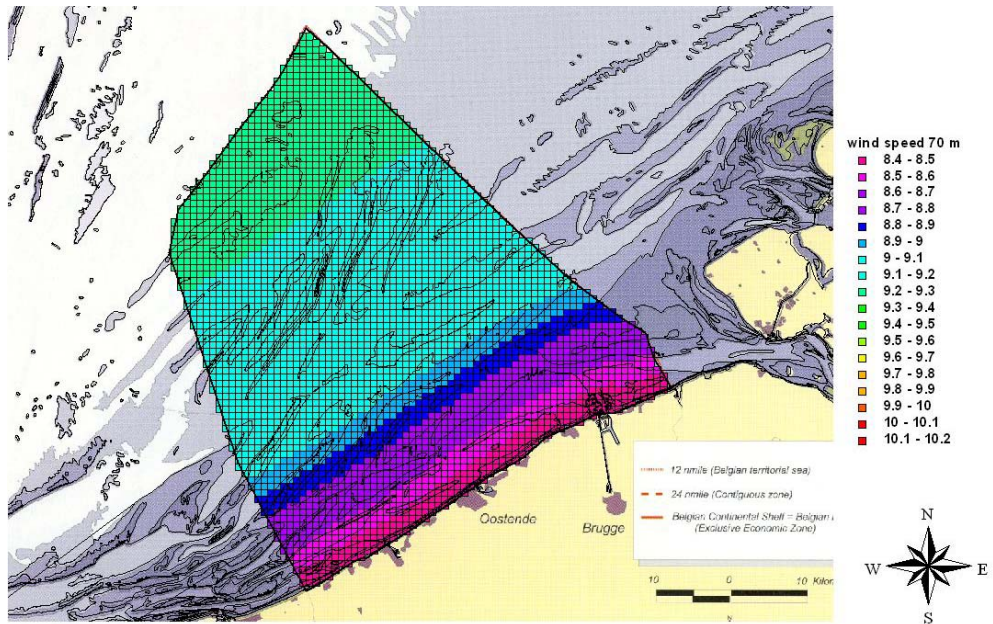 wind speed 70 m
8.4 - 8.5
8.5 - 8.6
8.6 - 8.7
8.7 - 8.8
8.8 - 8.9
8.9 - 9
9 - 9.1
9.1 - 9.2
9.2 - 9.3
9.3 - 9.4
9.4 - 9.5
9.5 - 9.6
9.6 - 9.7
9.7 - 9.8
9.8 - 9.9
9.9 - 10
10 - 10.1
10.1 - 10.2
12 nmile (Belgian territorial sea)
24 nmile (Contiguous zone)
Belgian Continental Shelf = Belgian
(Exclusive Economic Zone)
Oostende
Brugge
10 0 10 Kilom
N
W E
S